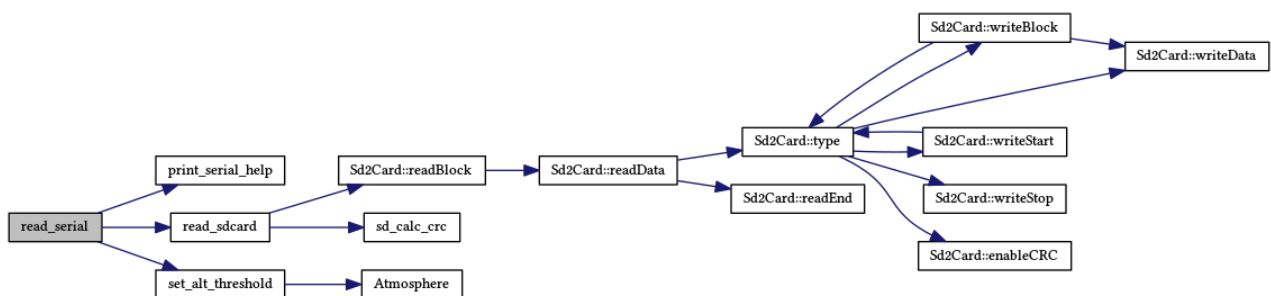 Sd2Card::writeBlock
Sd2Card::writeData
Sd2Card::type
Sd2Card::writeStart
print_serial_help
Sd2Card::readBlock
Sd2Card::readData
Sd2Card::readEnd
Sd2Card::writeStop
read_serial
read_sdcard
sd_calc_crc
Sd2Card::enableCRC
set_alt_threshold
Atmosphere